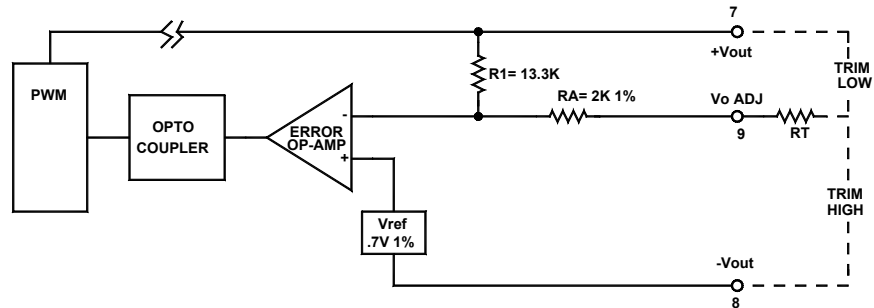 7
+Vout
R1= 13.3K
TRIM
LOW
PWM
RA= 2K 1%
Vo ADJ
OPTO
COUPLER
-
ERROR
OP-AMP
+
9
RT
TRIM
HIGH
Vref
.7V 1%
-Vout
8